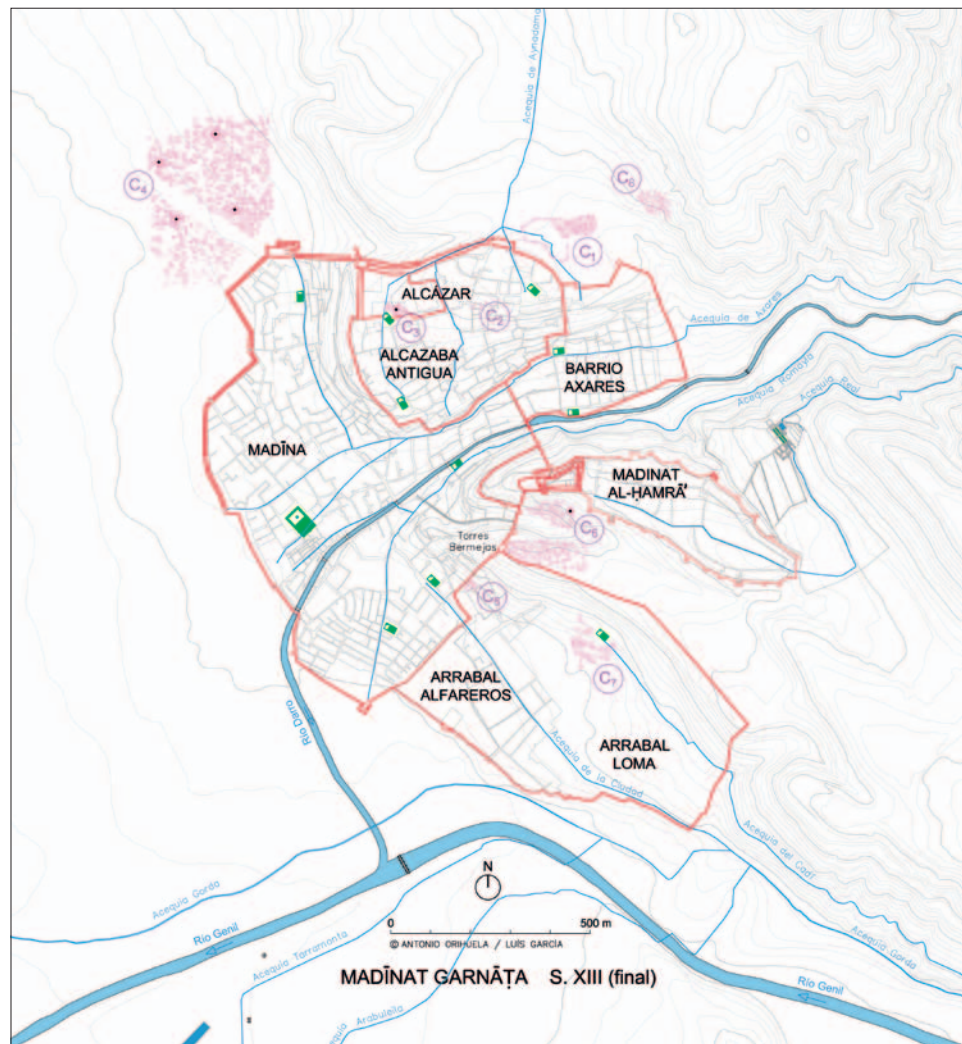 Acequia de Aynadama
C4
C8
C1
ALCÁZAR
C2
C3
ALCAZABA
ANTIGUA
Acequia de Axares
BARRIO
AXARES
Acequia Romayla
Acequia Real
MADĪNA
MADINAT
AL-ḤAMRĀ'
Torres
Bermejas
C6
C5
C7
ARRABAL
ALFAREROS
Río Darro
ARRABAL
LOMA
Acequia de la Ciudad
Acequia del Cadí
Acequia Gorda
N
Río Genil
0 500 m
© ANTONIO ORIHUELA / LUÍS GARCÍA
Acequia Tarramonta
Acequia Gorda
MADĪNAT GARNĀṬA S. XIII (final)
Río Genil
Acequia Arabuleila